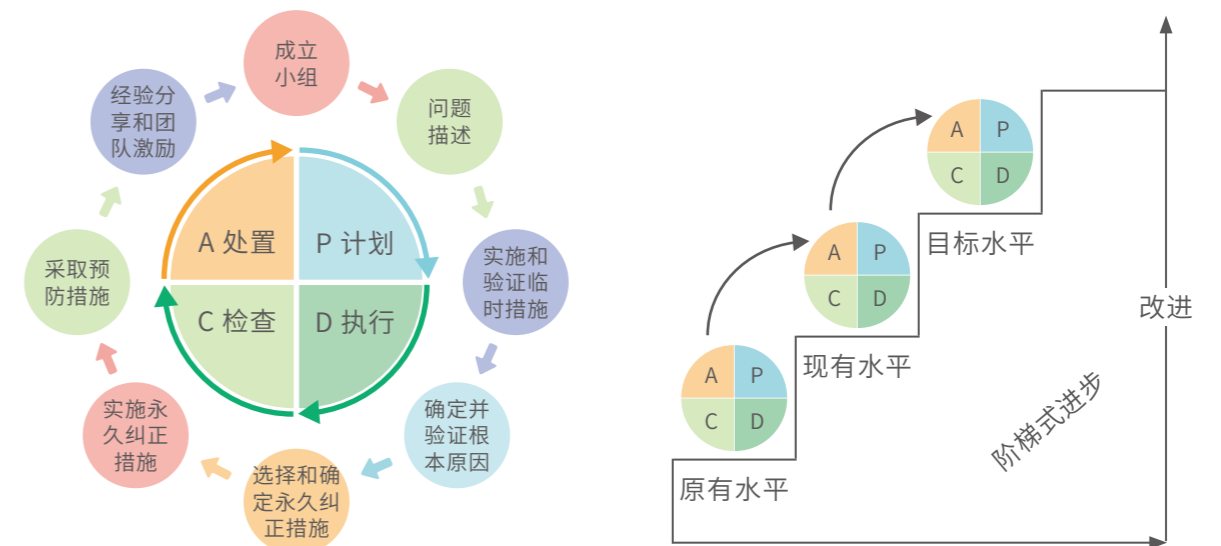 成立
小组
问题
描述
实施和
验证临
时措施
确定并
验证根
本原因
选择和确
定永久纠
正措施
实施永
久纠正
措施
采取预
防措施
经验分
享和团
队激励
A 处置
P 计划
C 检查
D 执行
A P
C D
目标水平
A P
C D
现有水平
A P
C D
原有水平
阶梯式进步
改进